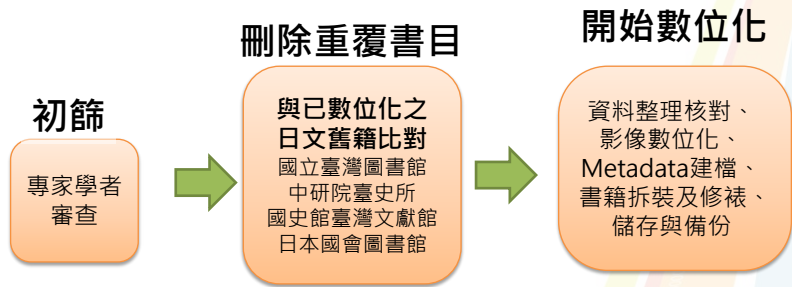 初篩
專家學者
審查
刪除重覆書目
與已數位化之
日文舊籍比對
國立臺灣圖書館
中研院臺史所
國史館臺灣文獻館
日本國會圖書館
開始數位化
資料整理核對、
影像數位化、
Metadata建檔、
書籍拆裝及修裱、
儲存與備份